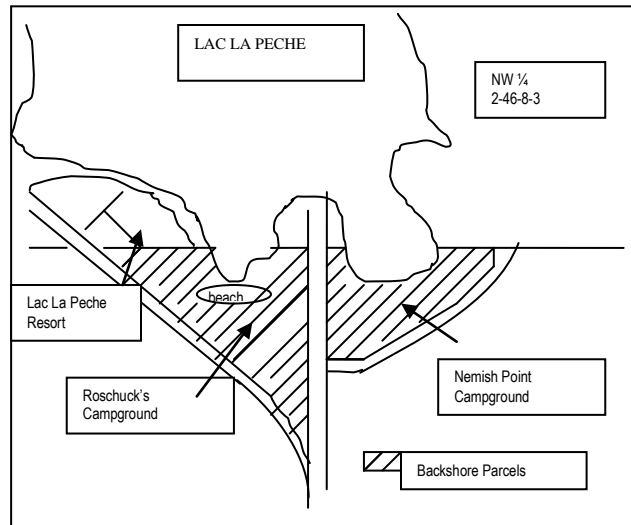 LAC LA PECHE
NW ¼
2-46-8-3
beach
Lac La Peche
Resort
Roschuck's
Campground
Nemish Point
Campground
Backshore Parcels